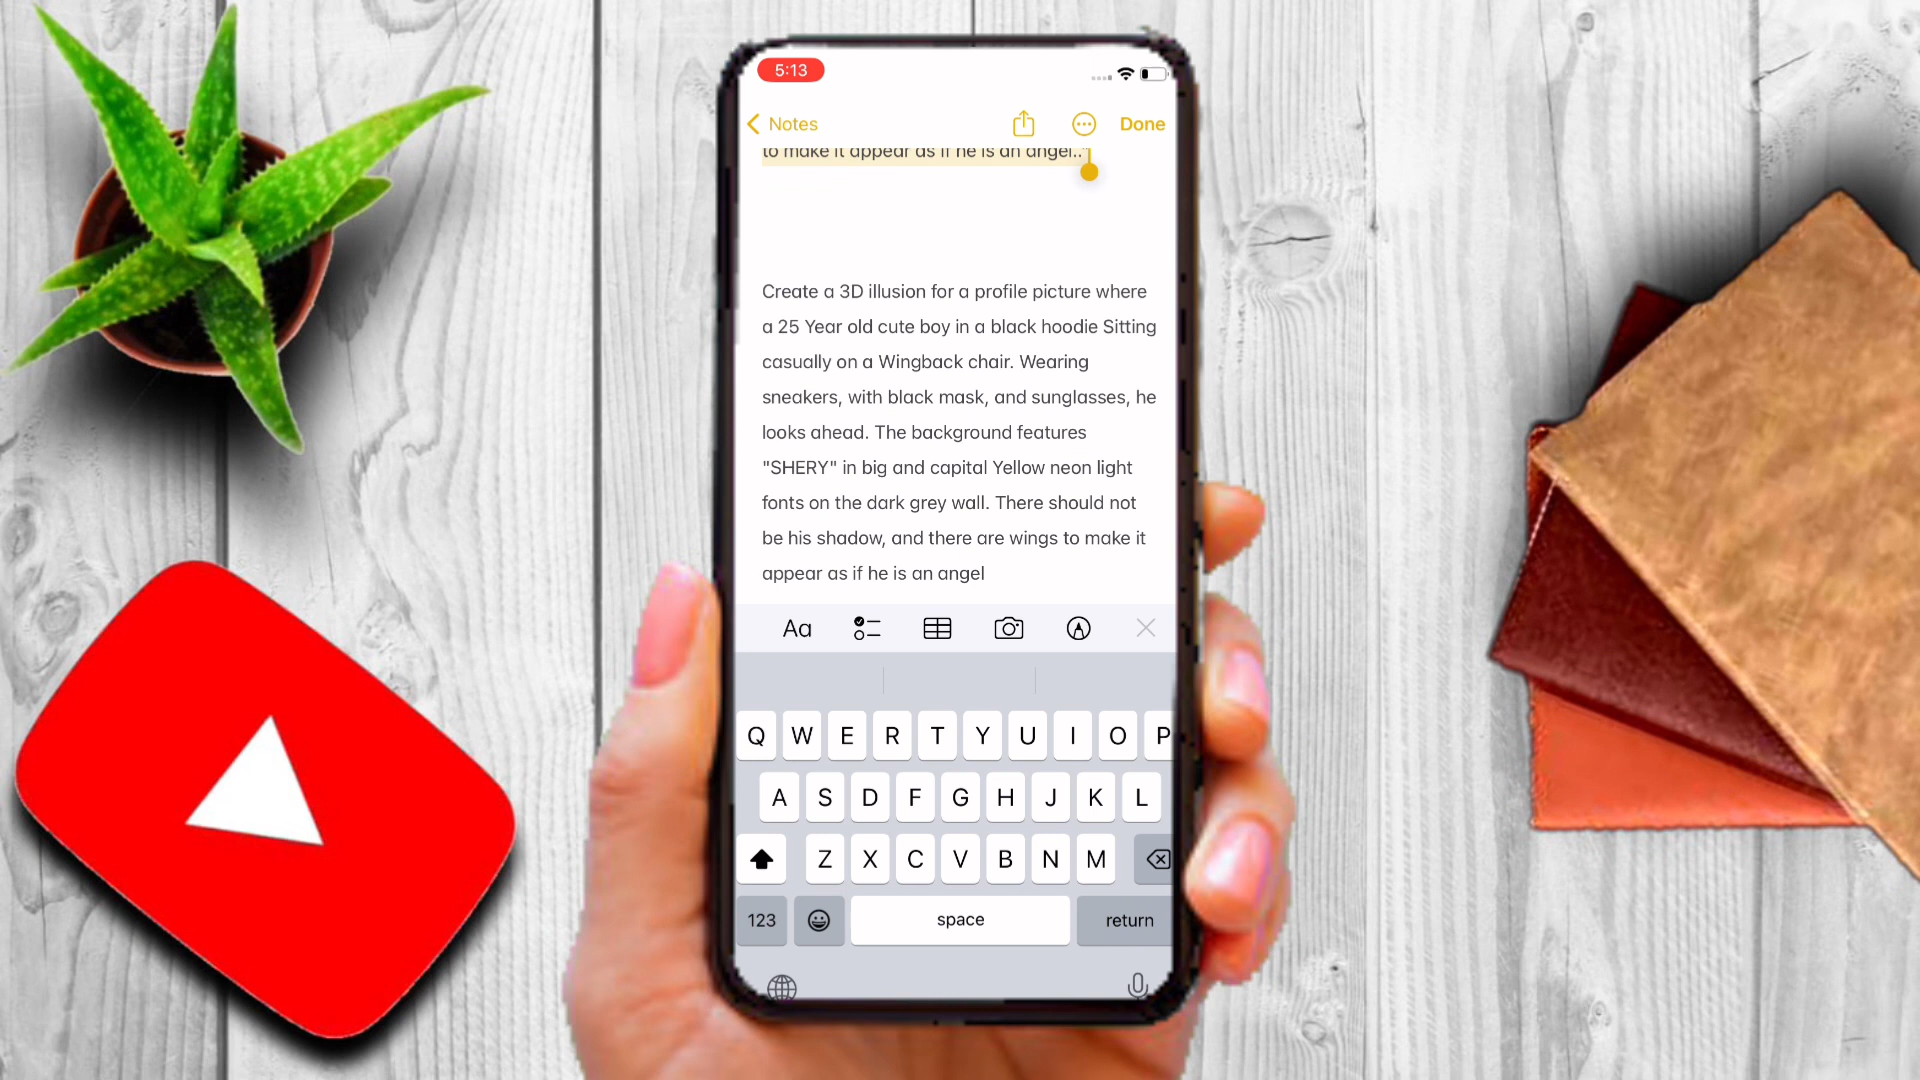 5:13
Notes
Done
to make it appear as if he is an angel.."
Create a 3D illusion for a profile picture where
a 25 Year old cute boy in a black hoodie Sitting
casually on a Wingback chair. Wearing
sneakers, with black mask, and sunglasses, he
looks ahead. The background features
"SHERY" in big and capital Yellow neon light
fonts on the dark grey wall. There should not
be his shadow, and there are wings to make it
appear as if he is an angel
Aa
Q W E R T Y U I O P
A S D F G H J K L
Z X C V B N M
123 space return